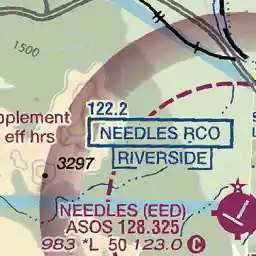 1500
122.2
pplement
eff hrs
NEEDLES RCO
RIVERSIDE
3297
NEEDLES (EED)
ASOS 128.325
983 *L 50 123.0 C